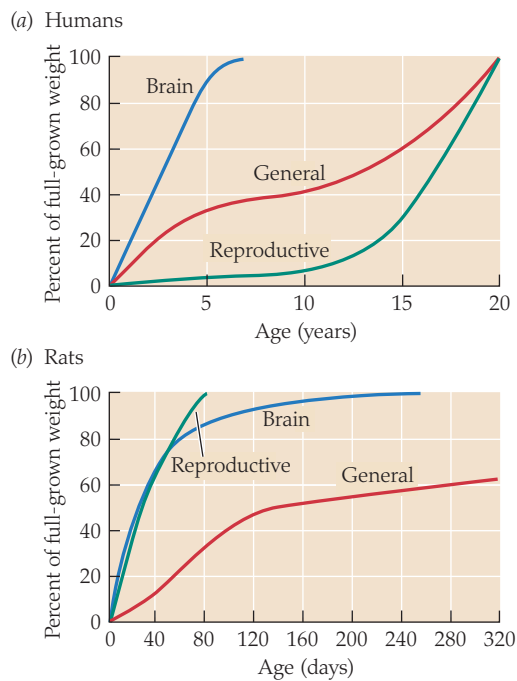 (a) Humans
Percent of full-grown weight
100
80
60
40
20
0
Brain
General
Reproductive
0 5 10 15 20
Age (years)
(b) Rats
Percent of full-grown weight
100
80
60
40
20
0
Brain
Reproductive
General
0 40 80 120 160 200 240 280 320
Age (days)